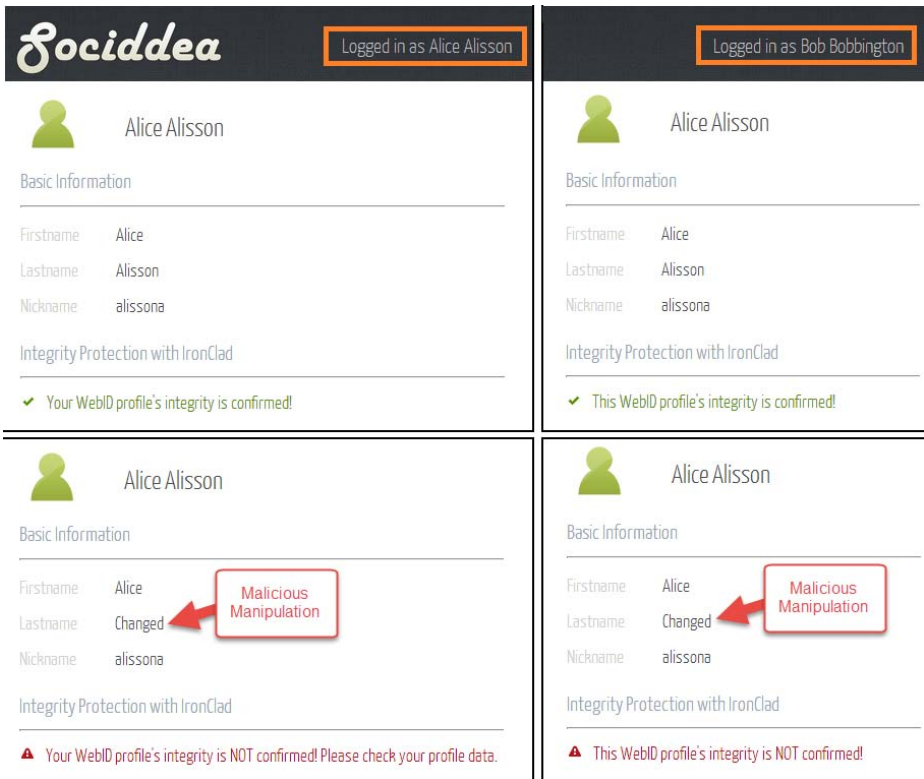 Sociddea
Logged in as Alice Alisson
Alice Alisson
Basic Information
Firstname Alice
Lastname Alisson
Nickname alissona
Integrity Protection with IronClad
Your WebID profile's integrity is confirmed!
Logged in as Bob Bobbington
Alice Alisson
Basic Information
Firstname Alice
Lastname Alisson
Nickname alissona
Integrity Protection with IronClad
This WebID profile's integrity is confirmed!
Alice Alisson
Basic Information
Firstname Alice
Lastname Changed
Nickname alissona
Malicious
Manipulation
Integrity Protection with IronClad
Your WebID profile's integrity is NOT confirmed! Please check your profile data.
Alice Alisson
Basic Information
Firstname Alice
Lastname Changed
Nickname alissona
Malicious
Manipulation
Integrity Protection with IronClad
This WebID profile's integrity is NOT confirmed!